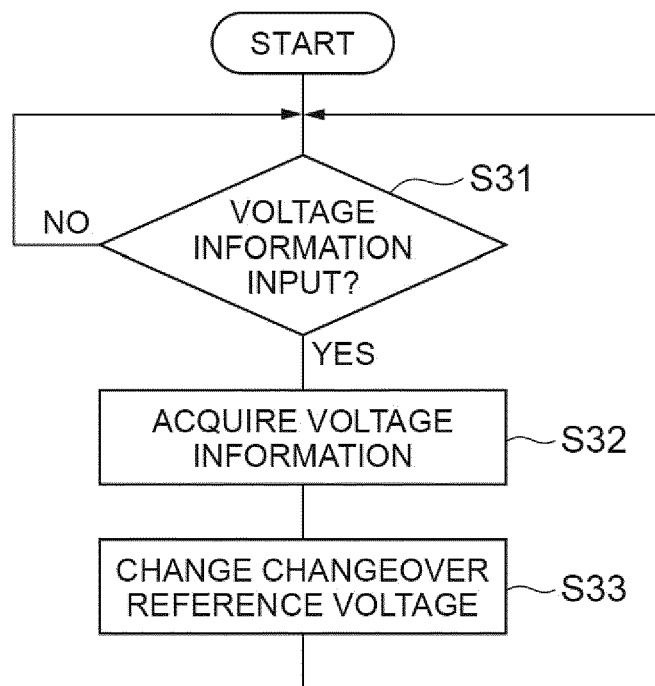 START
S31
VOLTAGE
INFORMATION
INPUT?
NO
YES
ACQUIRE VOLTAGE
INFORMATION
S32
CHANGE CHANGEOVER
REFERENCE VOLTAGE
S33